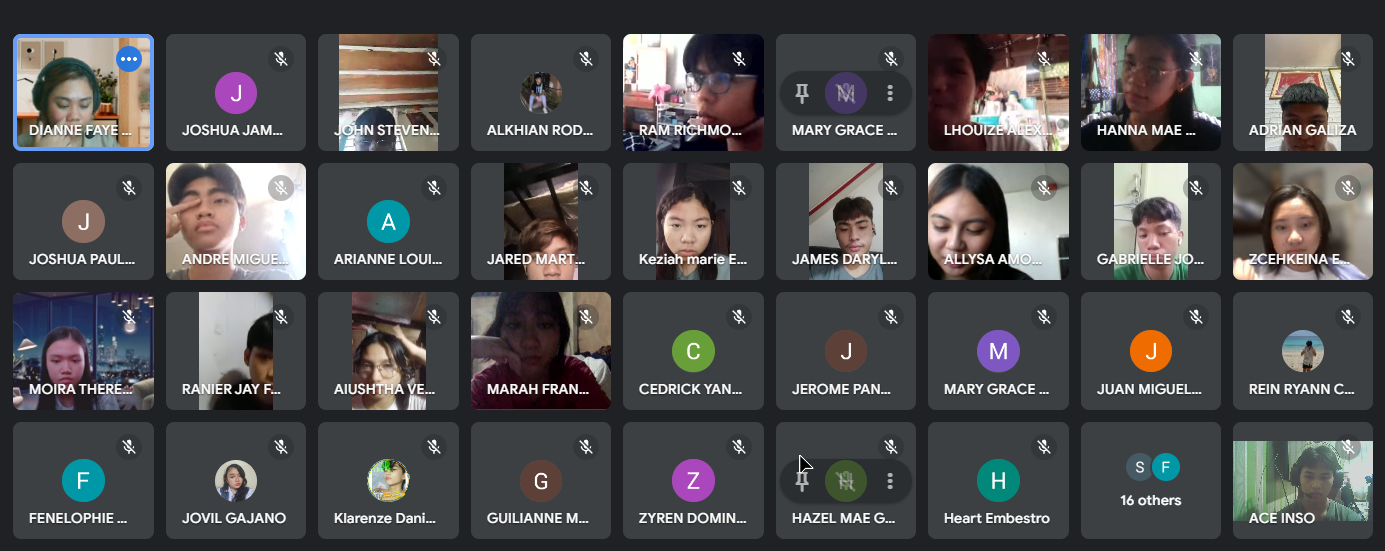 DIANNE FAYE ...
J
JOSHUA JAM...
JOHN STEVEN...
ALKHIAN ROD...
RAM RICHMO...
MARY GRACE ...
LHOUIZE ALEX...
HANNA MAE ...
ADRIAN GALIZA
J
JOSHUA PAUL...
ANDRE MIGUE...
A
ARIANNE LOUI...
JARED MART...
Keziah marie E...
JAMES DARYL...
ALLYSA AMO...
GABRIELLE JO...
ZCEHKEINA E...
MOIRA THERE...
RANIER JAY F...
AIUSHTHA VE...
MARAH FRAN...
C
CEDRICK YAN...
J
JEROME PAN...
M
MARY GRACE ...
J
JUAN MIGUEL...
REIN RYANN C...
F
FENELOPHIE ...
JOVIL GAJANO
Klarenze Dani...
G
GUILIANNE M...
Z
ZYREN DOMIN...
HAZEL MAE G...
H
Heart Embestro
S F
16 others
ACE INSO